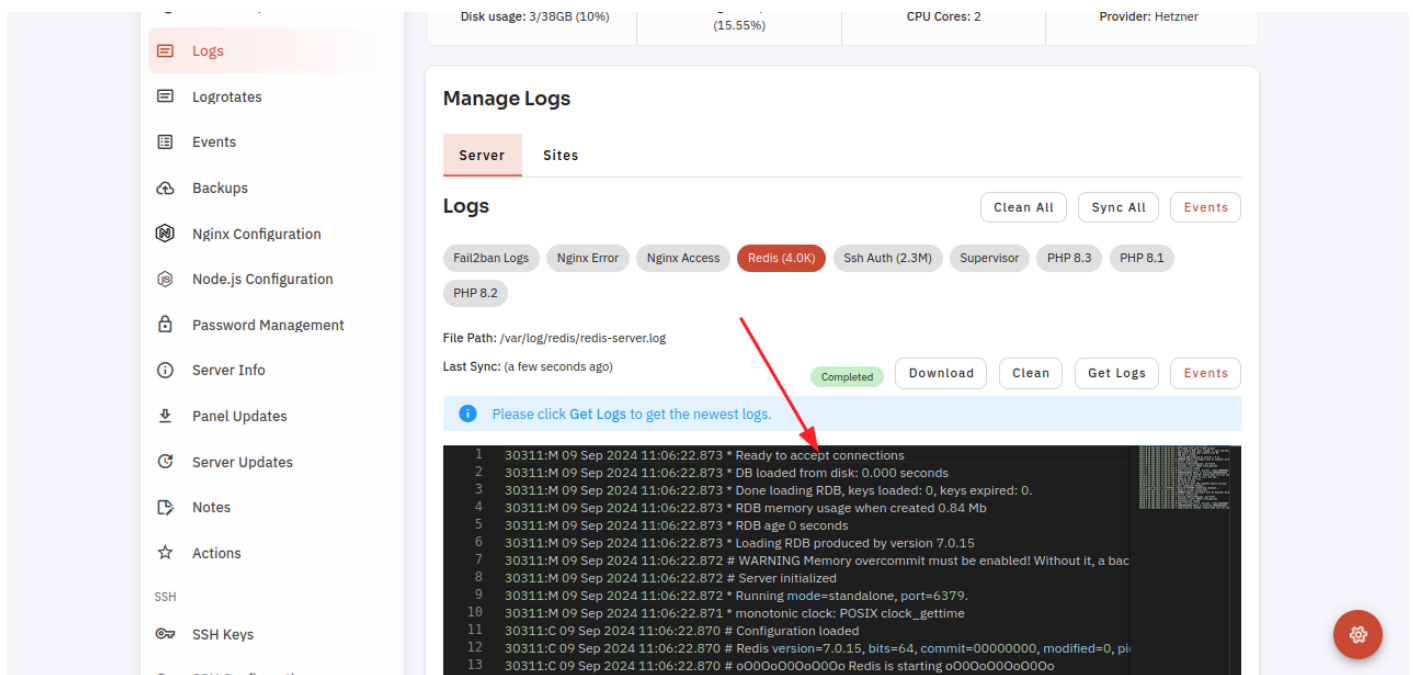 Disk usage: 3/38GB (10%)
(15.55%)
CPU Cores: 2
Provider: Hetzner
Logs
Logrotates
Events
Backups
Nginx Configuration
Node.js Configuration
Password Management
Server Info
Panel Updates
Server Updates
Notes
Actions
SSH
SSH Keys
Manage Logs
Server Sites
Logs
Clean All Sync All Events
Fail2ban Logs Nginx Error Nginx Access Redis (4.0K) Ssh Auth (2.3M) Supervisor PHP 8.3 PHP 8.1
PHP 8.2
File Path: /var/log/redis/redis-server.log
Last Sync: (a few seconds ago)
Completed Download Clean Get Logs Events
Please click Get Logs to get the newest logs.
1 30311:M 09 Sep 2024 11:06:22.873 * Ready to accept connections
2 30311:M 09 Sep 2024 11:06:22.873 * DB loaded from disk: 0.000 seconds
3 30311:M 09 Sep 2024 11:06:22.873 * Done loading RDB, keys loaded: 0, keys expired: 0.
4 30311:M 09 Sep 2024 11:06:22.873 * RDB memory usage when created 0.84 Mb
5 30311:M 09 Sep 2024 11:06:22.873 * RDB age 0 seconds
6 30311:M 09 Sep 2024 11:06:22.873 * Loading RDB produced by version 7.0.15
7 30311:M 09 Sep 2024 11:06:22.872 # WARNING Memory overcommit must be enabled! Without it, a bac
8 30311:M 09 Sep 2024 11:06:22.872 # Server initialized
9 30311:M 09 Sep 2024 11:06:22.872 * Running mode=standalone, port=6379.
10 30311:M 09 Sep 2024 11:06:22.871 * monotonic clock: POSIX clock_gettime
11 30311:C 09 Sep 2024 11:06:22.870 # Configuration loaded
12 30311:C 09 Sep 2024 11:06:22.870 # Redis version=7.0.15, bits=64, commit=00000000, modified=0, pi
13 30311:C 09 Sep 2024 11:06:22.870 # oO0OoO0OoO0Oo Redis is starting oO0OoO0OoO0Oo